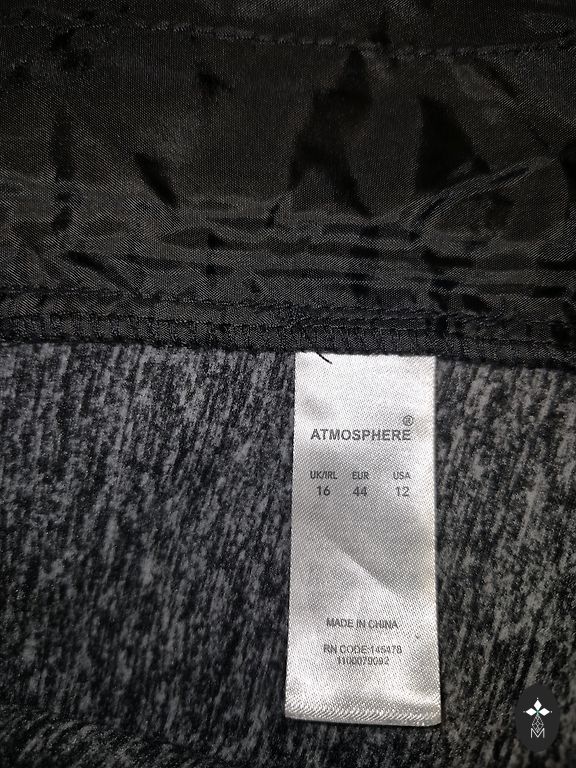 ®
ATMOSPHERE
UK/IRL EUR USA
16 44 12
MADE IN CHINA
RN CODE:145478
1100079092